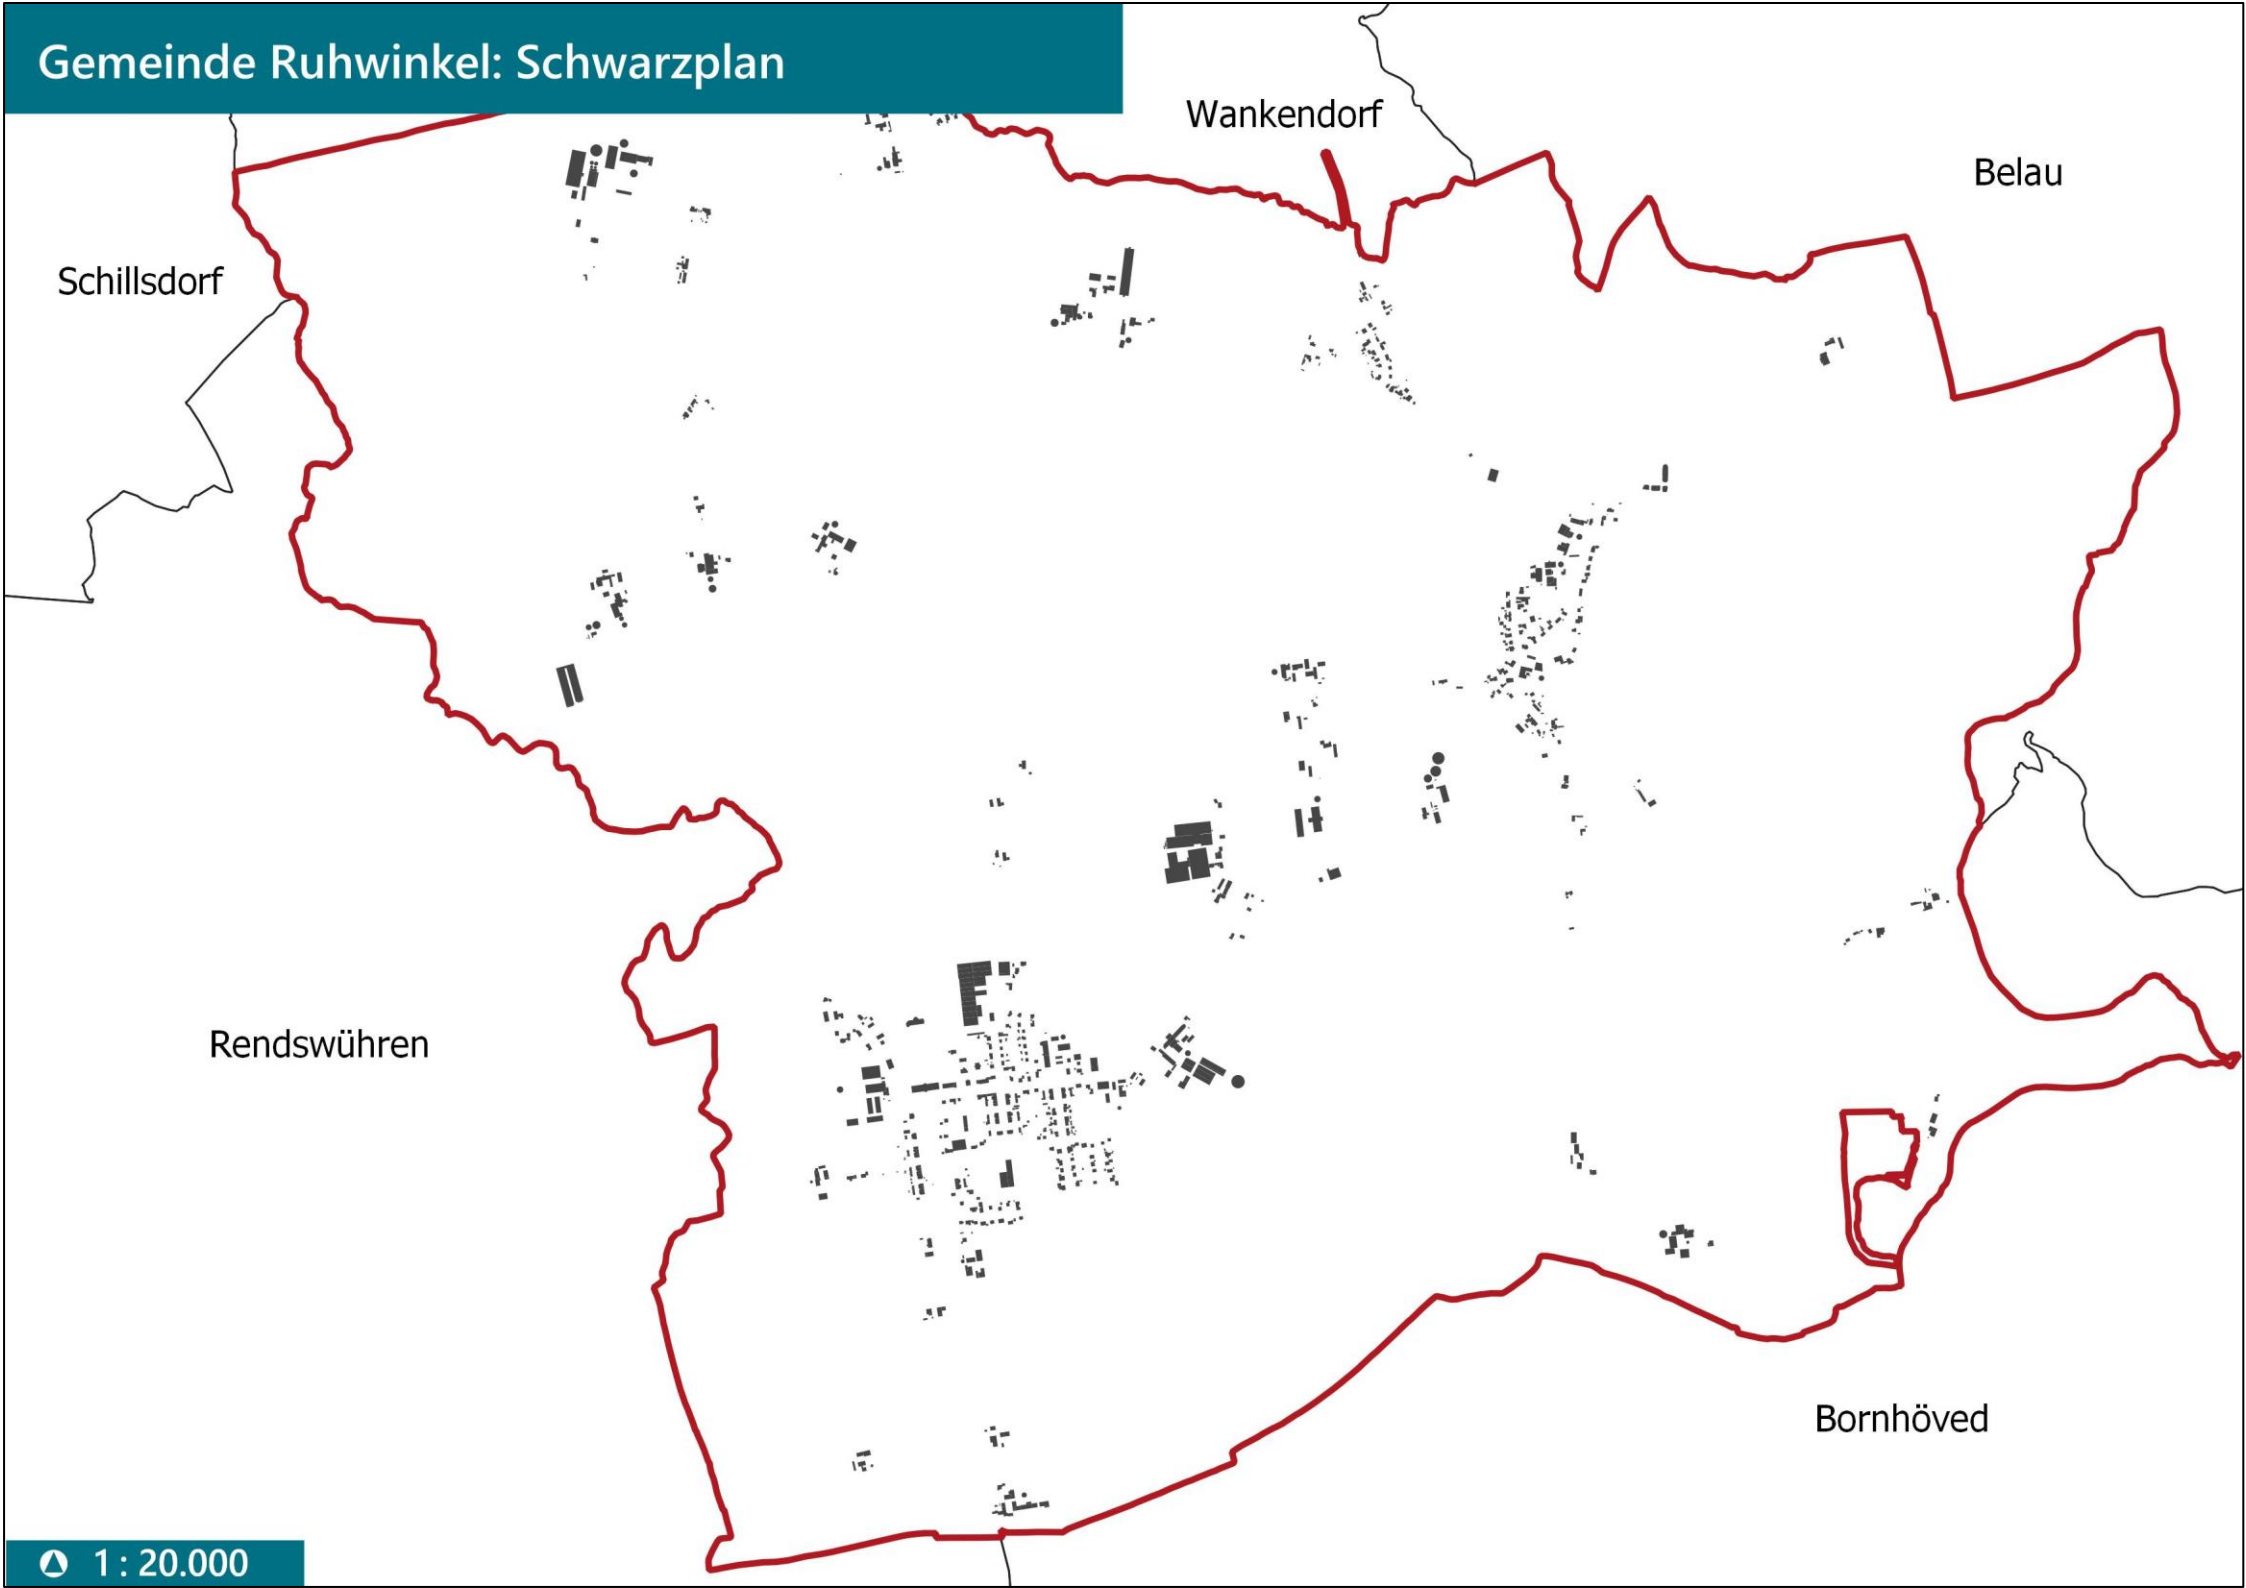 Gemeinde Ruhwinkel: Schwarzplan
Wankendorf
Belau
Schillsdorf
Rendswühren
Bornhöved
1 : 20.000